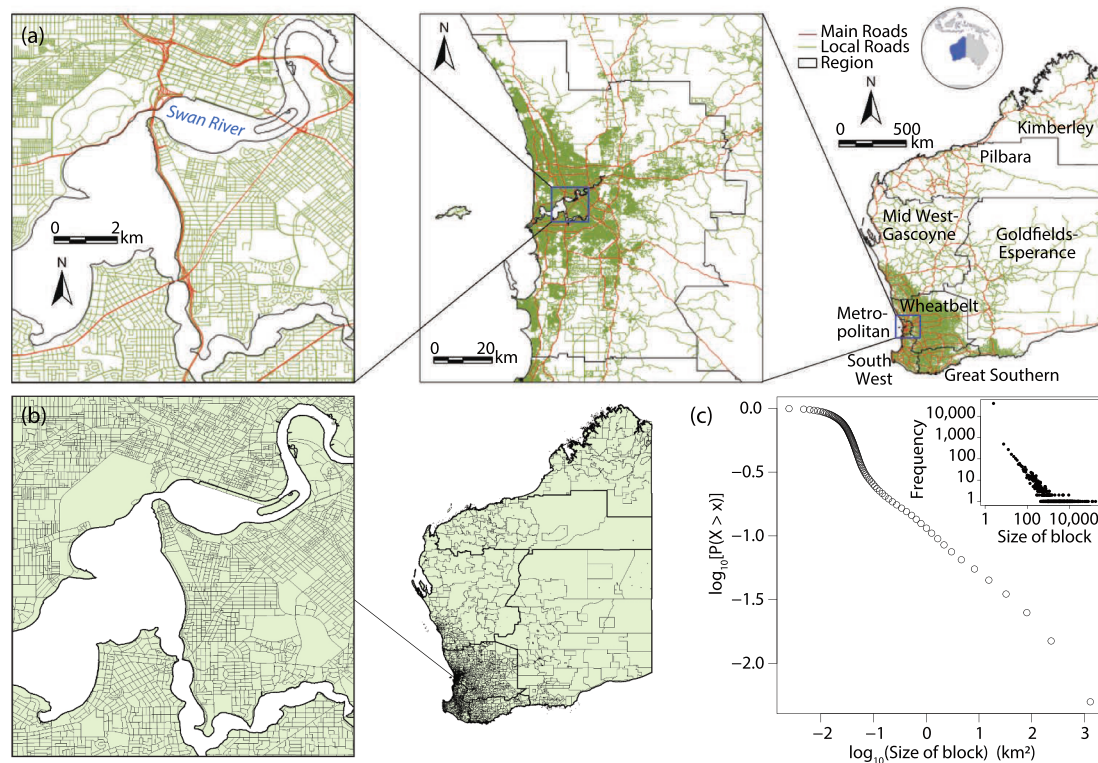 (a)
Swan River
0 2
km
N
N
0 20
km
Main Roads
Local Roads
Region
N
0 500
km
Kimberley
Pilbara
Mid West-
Gascoyne
Goldfields-
Esperance
Wheatbelt
Metro-
politan
South
West
Great Southern
(b)
(c)
0.0
−0.5
−1.0
−1.5
−2.0
log₁₀[P(X > x)]
−2 −1 0 1 2 3
log₁₀(Size of block) (km²)
Frequency
10,000
1,000
100
10
1
1 100 10,000
Size of block